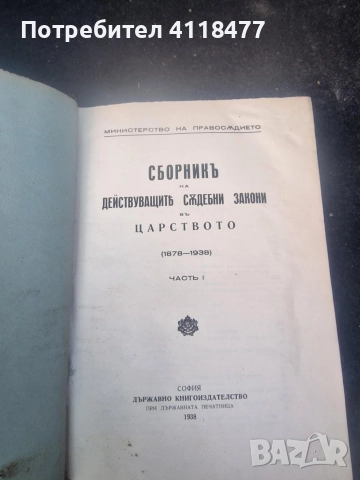 Потребител 4118477
МИНИСТЕРСТВО НА ПРАВОСѪДИЕТО
СБОРНИКЪ
НА
ДЕЙСТВУВАЩИТѢ СѪДЕБНИ ЗАКОНИ
ВЪ
ЦАРСТВОТО
(1878—1938)
ЧАСТЬ I
СОФИЯ
ДЪРЖАВНО КНИГОИЗДАТЕЛСТВО
ПРИ ДЪРЖАВНАТА ПЕЧАТНИЦА
1938
BAZAR